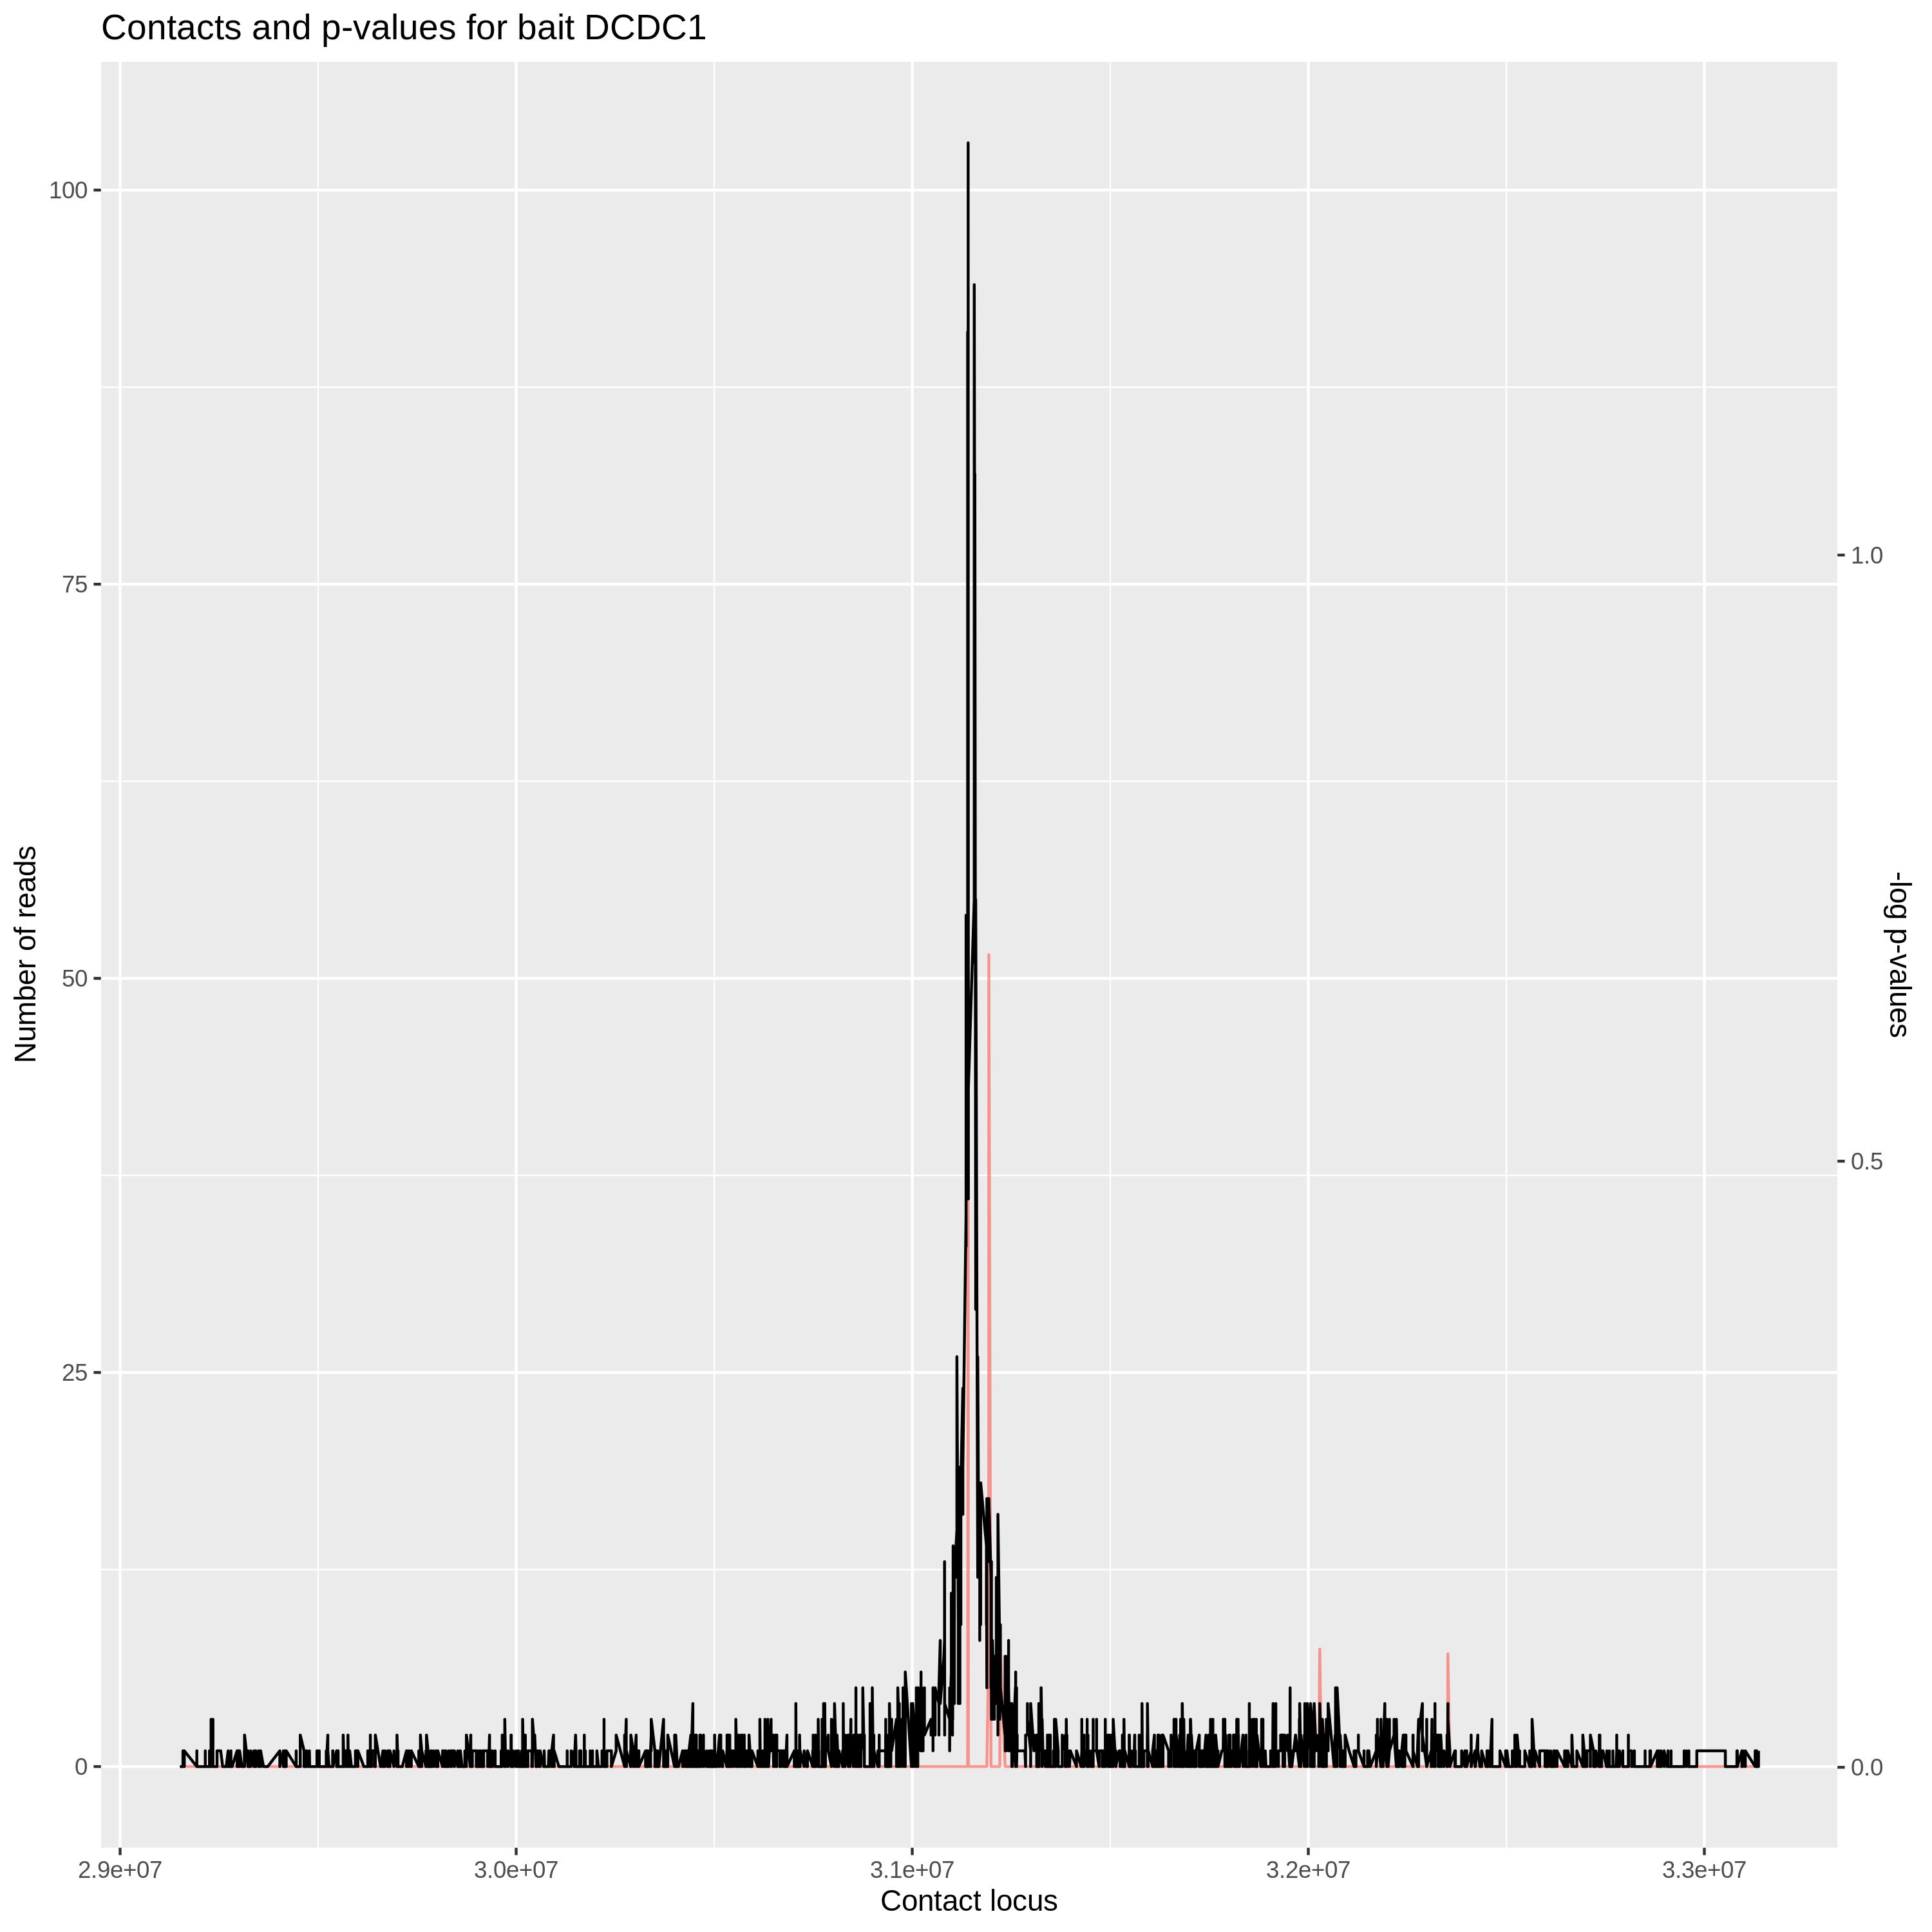 Contacts and p-values for bait DCDC1
Number of reads
100
75
50
25
0
1.0
0.5
0.0
-log p-values
2.9e+07
3.0e+07
3.1e+07
3.2e+07
3.3e+07
Contact locus